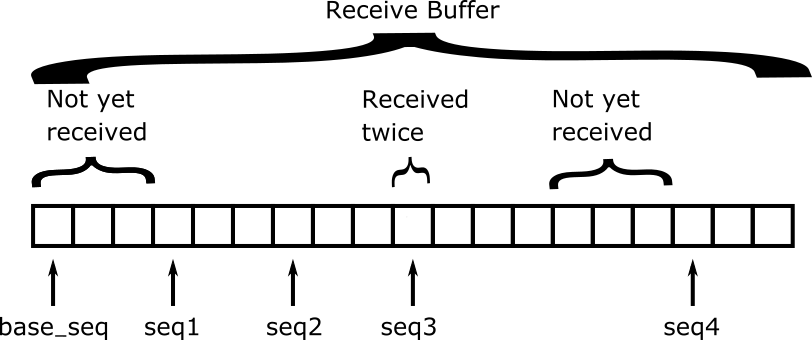 Receive Buffer
Not yet
received
Received
twice
Not yet
received
base_seq
seq1
seq2
seq3
seq4